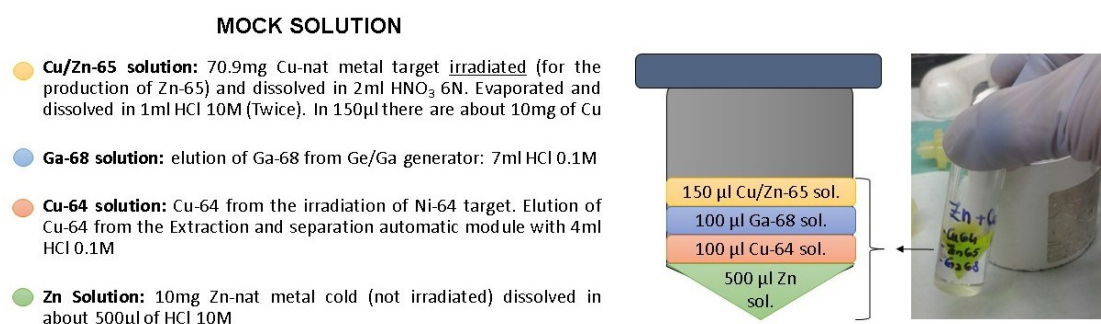 MOCK SOLUTION
Cu/Zn-65 solution: 70.9mg Cu-nat metal target irradiated (for the
production of Zn-65) and dissolved in 2ml HNO₃ 6N. Evaporated and
dissolved in 1ml HCl 10M (Twice). In 150µl there are about 10mg of Cu
Ga-68 solution: elution of Ga-68 from Ge/Ga generator: 7ml HCl 0.1M
Cu-64 solution: Cu-64 from the irradiation of Ni-64 target. Elution of
Cu-64 from the Extraction and separation automatic module with 4ml
HCl 0.1M
Zn Solution: 10mg Zn-nat metal cold (not irradiated) dissolved in
about 500µl of HCl 10M
150 µl Cu/Zn-65 sol.
100 µl Ga-68 sol.
100 µl Cu-64 sol.
500 µl Zn
sol.
Zn +
-Cu64
-Zn65
-Ga68